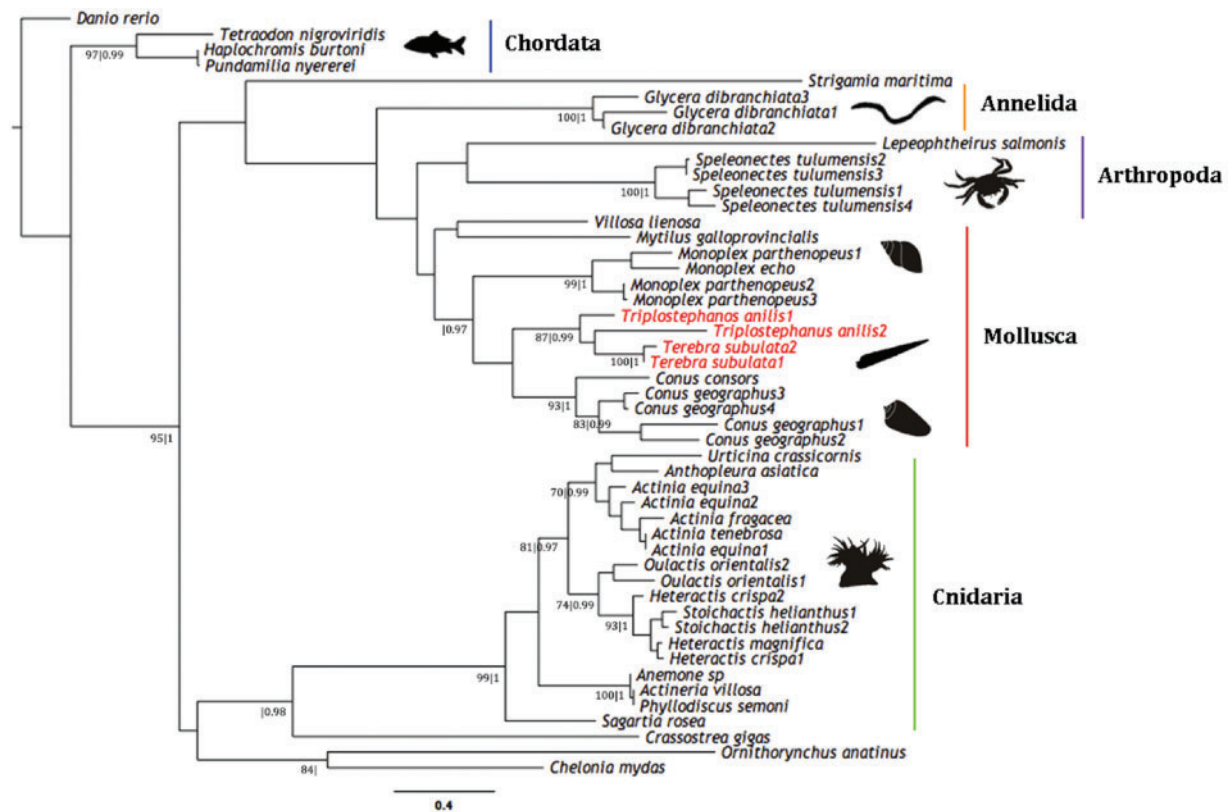 Danio rerio
Tetraodon nigroviridis
Haplochromis burtoni
Chordata
97|0.99
Pundamilia nyererei
Strigamia maritima
Glycera dibranchiata3
Annelida
Glycera dibranchiata1
100|1
Glycera dibranchiata2
Lepeophtheirus salmonis
Speleonectes tulumensis2
Speleonectes tulumensis3
Arthropoda
100|1
Speleonectes tulumensis1
Speleonectes tulumensis4
Villosa lienosa
Mytilus galloprovincialis
Monoplex parthenopeus1
Monoplex echo
99|1
Monoplex parthenopeus2
Monoplex parthenopeus3
Triplostephanos anilis1
|0.97
87|0.99
Triplostephanus anilis2
Mollusca
Terebra subulata2
100|1
Terebra subulata1
Conus consors
93|1
Conus geographus3
Conus geographus4
83|0.99
Conus geographus1
95|1
Conus geographus2
Urticina crassicornis
Anthopleura asiatica
70|0.99
Actinia equina3
Actinia equina2
Actinia fragacea
Actinia tenebrosa
81|0.97
Actinia equina1
Oulactis orientalis2
Oulactis orientalis1
Cnidaria
74|0.99
Heteractis crispa2
Stoichactis helianthus1
93|1
Stoichactis helianthus2
Heteractis magnifica
Heteractis crispa1
99|1
Anemone sp
100|1
Actineria villosa
Phyllodiscus semoni
|0.98
Sagartia rosea
Crassostrea gigas
Ornithorynchus anatinus
84|
Chelonia mydas
0.4